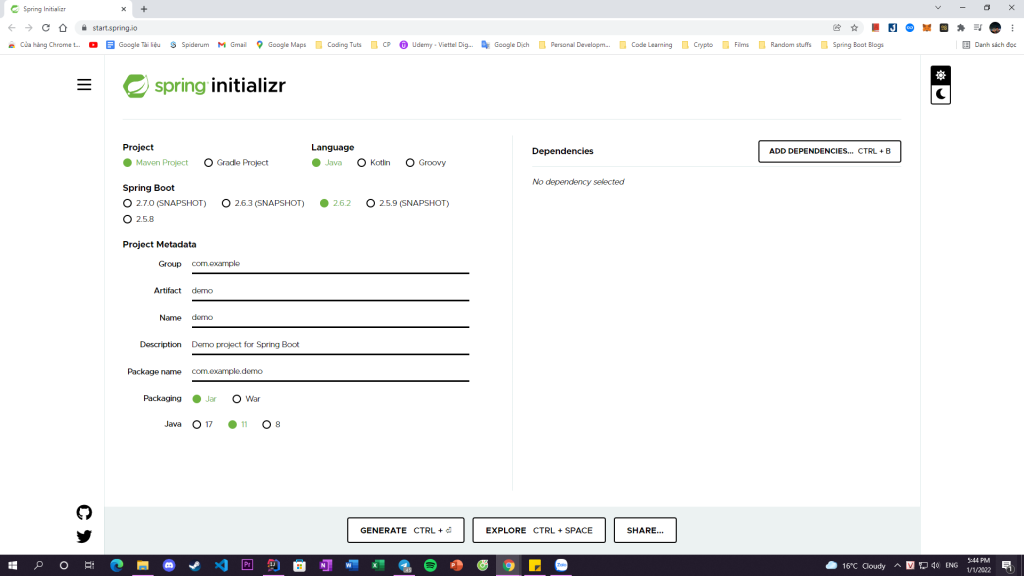 Spring Initializr
start.spring.io
Cửa hàng Chrome t... Google Tài liệu Spiderum Gmail Google Maps Coding Tuts CP Udemy - Viettel Digi... Google Dịch Personal Developm... Code Learning Crypto Films Random stuffs Spring Boot Blogs Danh sách đọc
spring initializr
Project
Maven Project Gradle Project
Language
Java Kotlin Groovy
Spring Boot
2.7.0 (SNAPSHOT) 2.6.3 (SNAPSHOT) 2.6.2 2.5.9 (SNAPSHOT)
2.5.8
Project Metadata
Group com.example
Artifact demo
Name demo
Description Demo project for Spring Boot
Package name com.example.demo
Packaging Jar War
Java 17 11 8
Dependencies
ADD DEPENDENCIES... CTRL + B
No dependency selected
GENERATE CTRL + ⏎
EXPLORE CTRL + SPACE
SHARE...
16°C Cloudy ENG
5:44 PM
1/1/2022